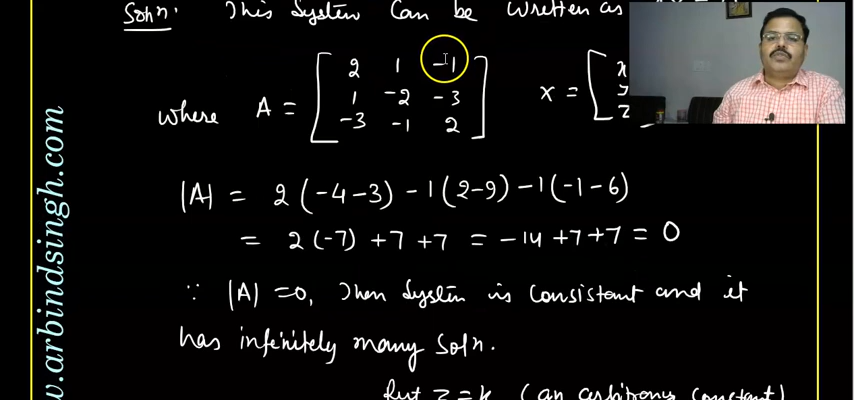 Soln. This System Can be Written as
where A = [ 2 1 -1
1 -2 -3
-3 -1 2 ] X = [ x
y
z
|A| = 2(-4-3) -1(2-9) -1(-1-6)
= 2(-7) +7 +7 = -14 +7+7 = 0
∵ |A| =0, Then System is Consistant and it
has infinitely many Soln.
Put z = k (an arbitrary constant)
www.arbindsingh.com